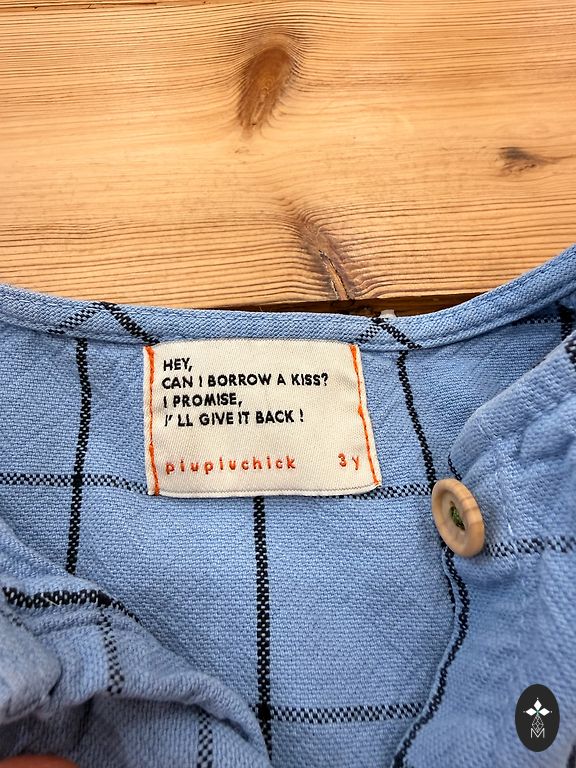 HEY,
CAN I BORROW A KISS?
I PROMISE,
I' LL GIVE IT BACK !
piupiuchick 3y
M